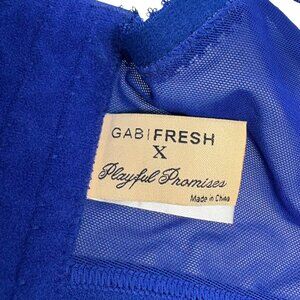 GABIFRESH
X
Playful Promises
Made in China